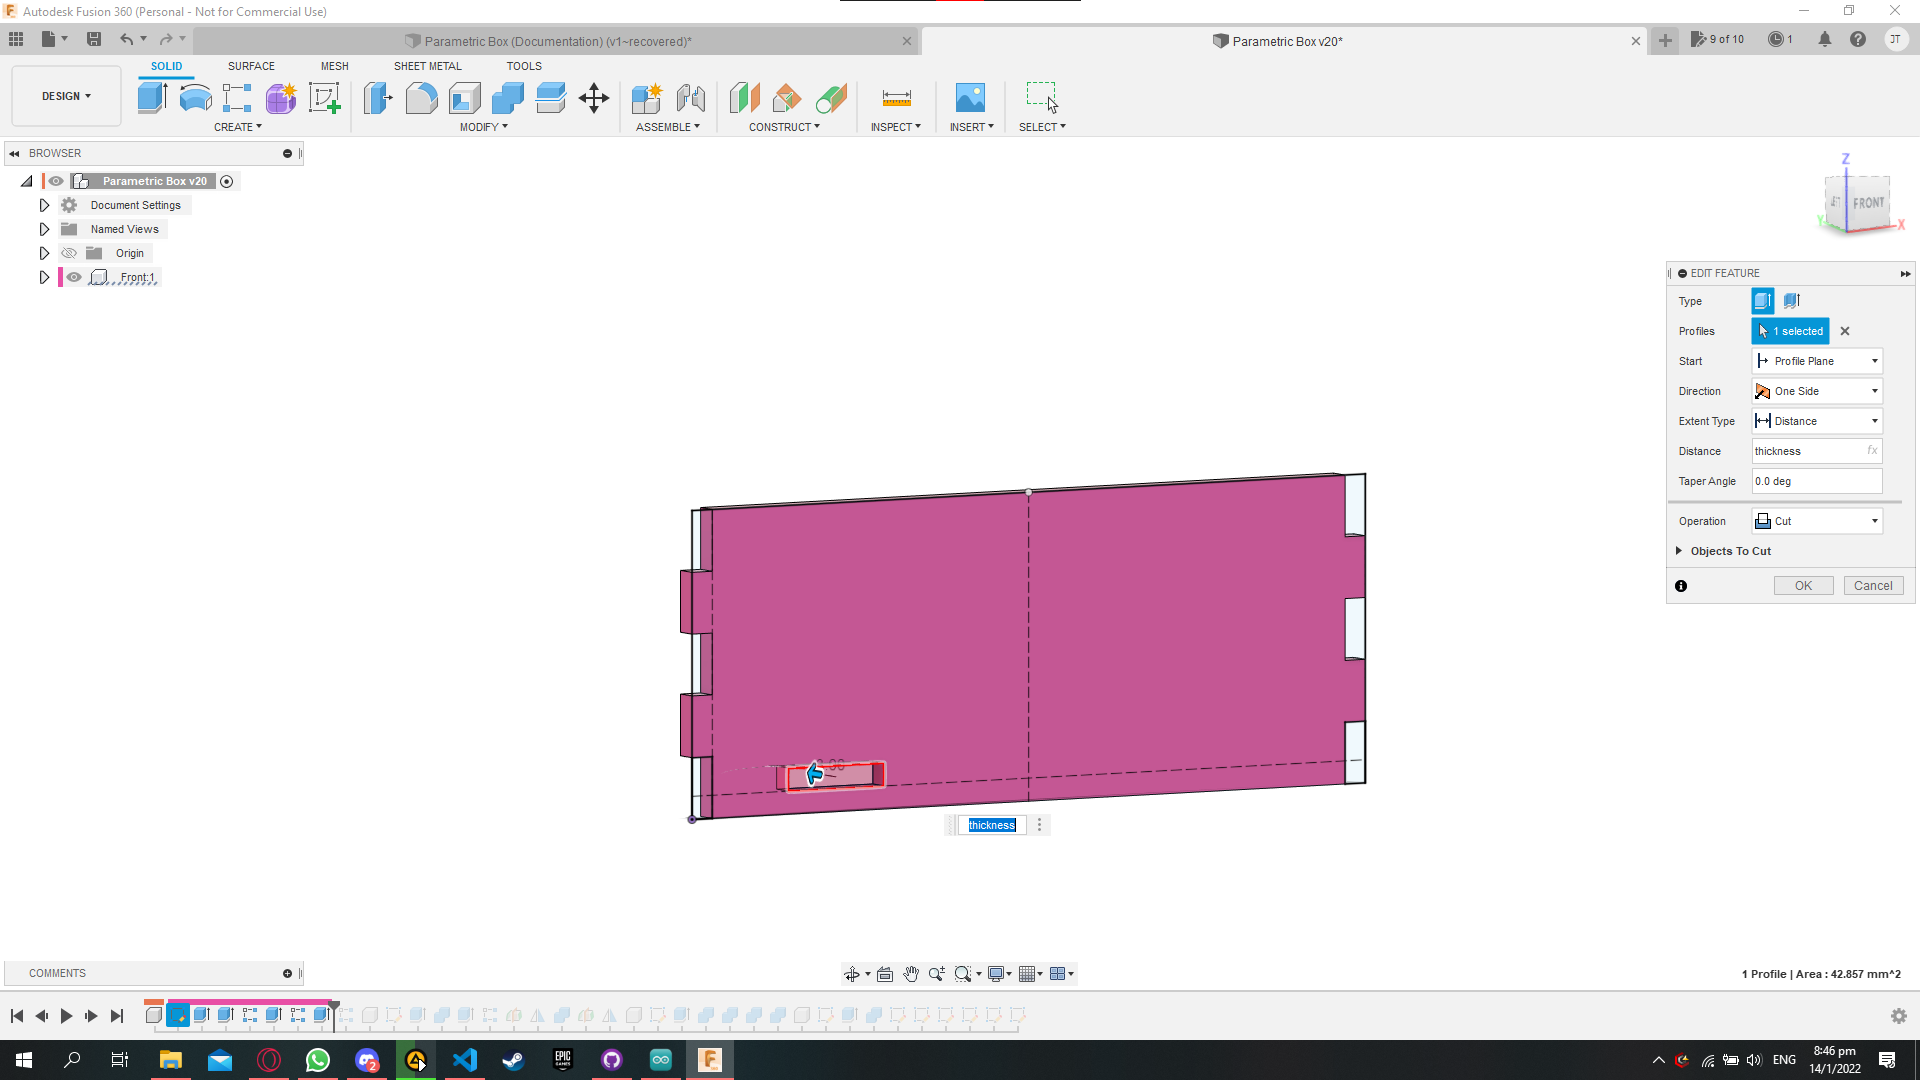 Autodesk Fusion 360 (Personal - Not for Commercial Use)
Parametric Box (Documentation) (v1~recovered)*
Parametric Box v20*
9 of 10
1
JT
DESIGN
SOLID
SURFACE
MESH
SHEET METAL
TOOLS
CREATE
MODIFY
ASSEMBLE
CONSTRUCT
INSPECT
INSERT
SELECT
BROWSER
Parametric Box v20
Document Settings
Named Views
Origin
Front:1
Z
FRONT
X
Y
EDIT FEATURE
Type
Profiles
1 selected
Start
Profile Plane
Direction
One Side
Extent Type
Distance
Distance
thickness
fx
Taper Angle
0.0 deg
Operation
Cut
Objects To Cut
OK
Cancel
thickness
COMMENTS
1 Profile | Area : 42.857 mm^2
2
EPIC
GAMES
ENG
8:46 pm
14/1/2022